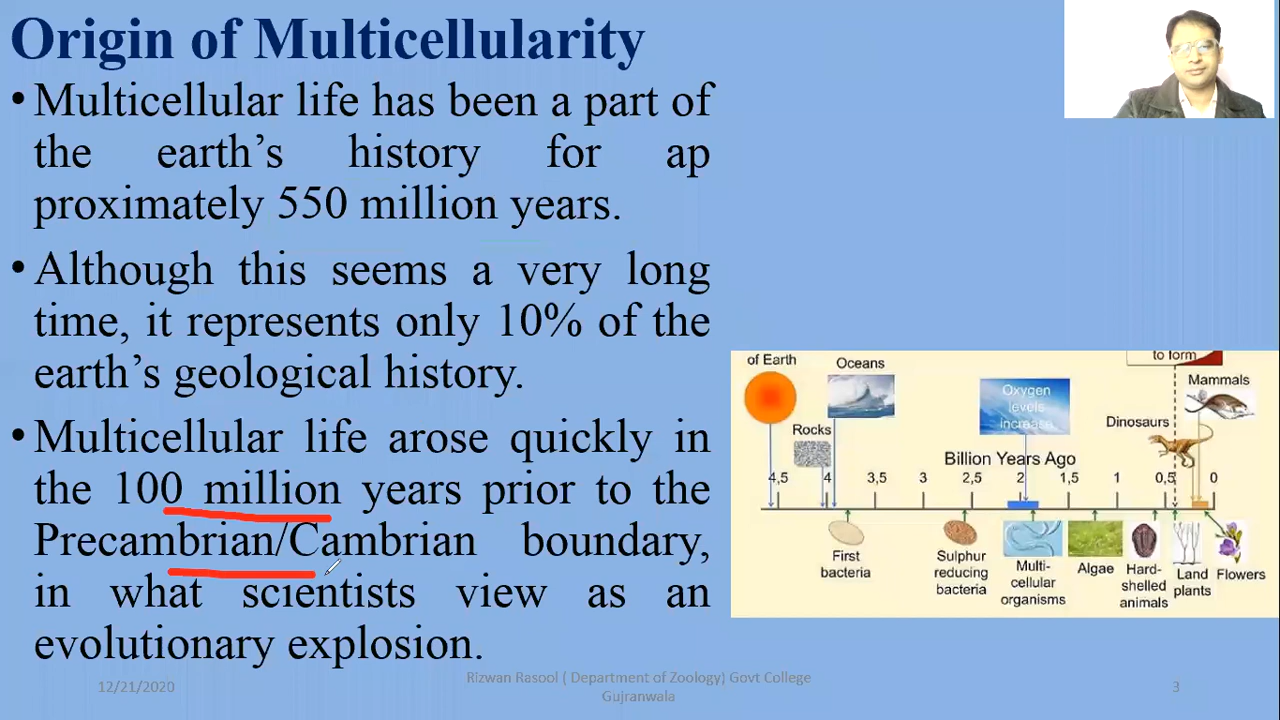 Origin of Multicellularity
• Multicellular life has been a part of
the earth’s history for ap
proximately 550 million years.
• Although this seems a very long
time, it represents only 10% of the
earth’s geological history.
• Multicellular life arose quickly in
the 100 million years prior to the
Precambrian/Cambrian boundary,
in what scientists view as an
evolutionary explosion.
of Earth
Oceans
Rocks
Oxygen
levels
increase
to form
Mammals
Dinosaurs
Billion Years Ago
4,5 4 3,5 3 2,5 2 1,5 1 0,5 0
First
bacteria
Sulphur
reducing
bacteria
Multi-
cellular
organisms
Algae
Hard-
shelled
animals
Land
plants
Flowers
12/21/2020
Rizwan Rasool ( Department of Zoology) Govt College
Gujranwala
3